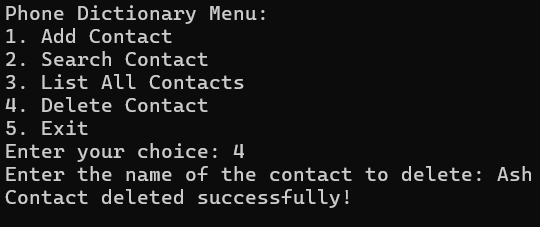 Phone Dictionary Menu:
1. Add Contact
2. Search Contact
3. List All Contacts
4. Delete Contact
5. Exit
Enter your choice: 4
Enter the name of the contact to delete: Ash
Contact deleted successfully!